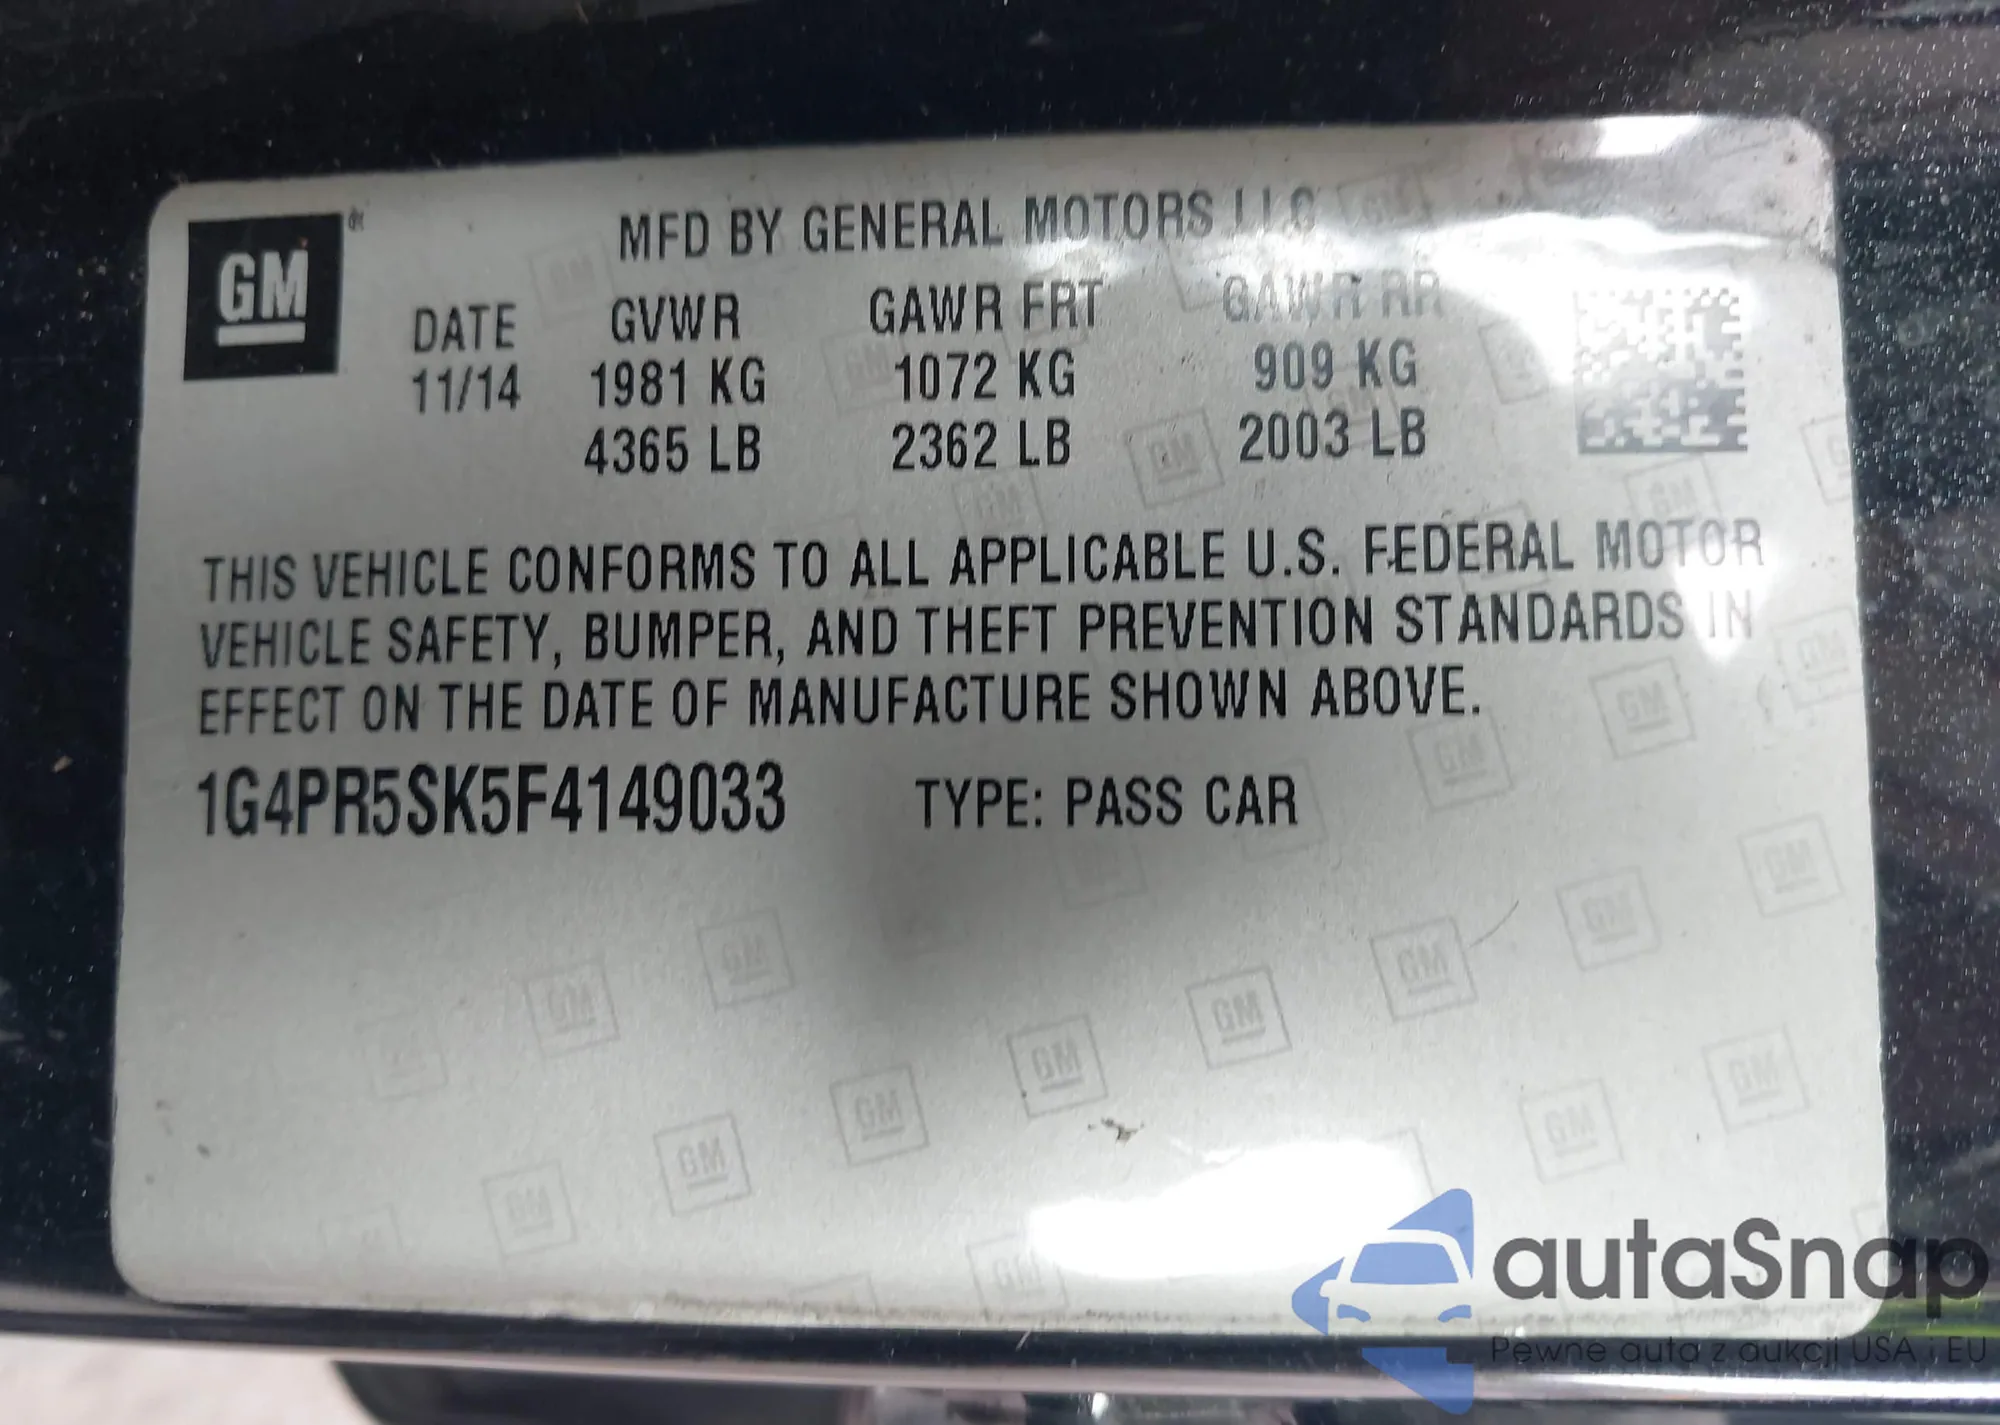 GM
MFD BY GENERAL MOTORS LLC
DATE GVWR GAWR FRT GAWR RR
11/14 1981 KG 1072 KG 909 KG
4365 LB 2362 LB 2003 LB
THIS VEHICLE CONFORMS TO ALL APPLICABLE U.S. FEDERAL MOTOR
VEHICLE SAFETY, BUMPER, AND THEFT PREVENTION STANDARDS IN
EFFECT ON THE DATE OF MANUFACTURE SHOWN ABOVE.
1G4PR5SK5F4149033 TYPE: PASS CAR
autaSnap
Pewne auta z aukcji USA i EU